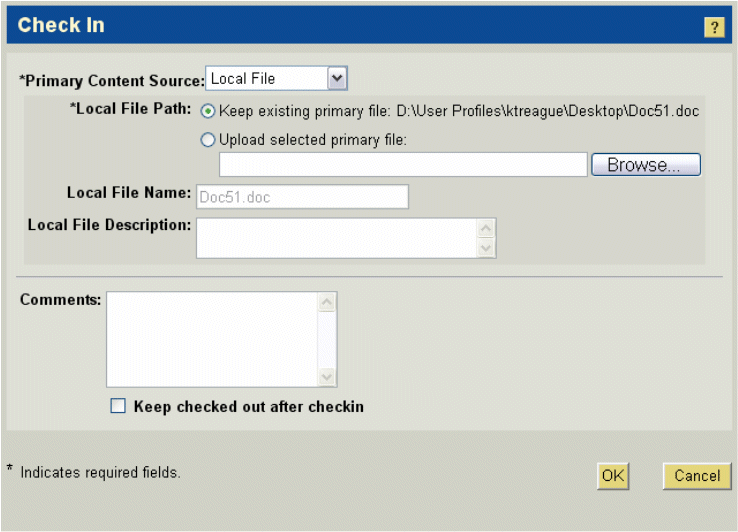 Check In
?
*Primary Content Source: Local File
*Local File Path: Keep existing primary file: D:\User Profiles\ktreague\Desktop\Doc51.doc
Upload selected primary file:
Browse...
Local File Name: Doc51.doc
Local File Description:
Comments:
Keep checked out after checkin
* Indicates required fields.
OK
Cancel